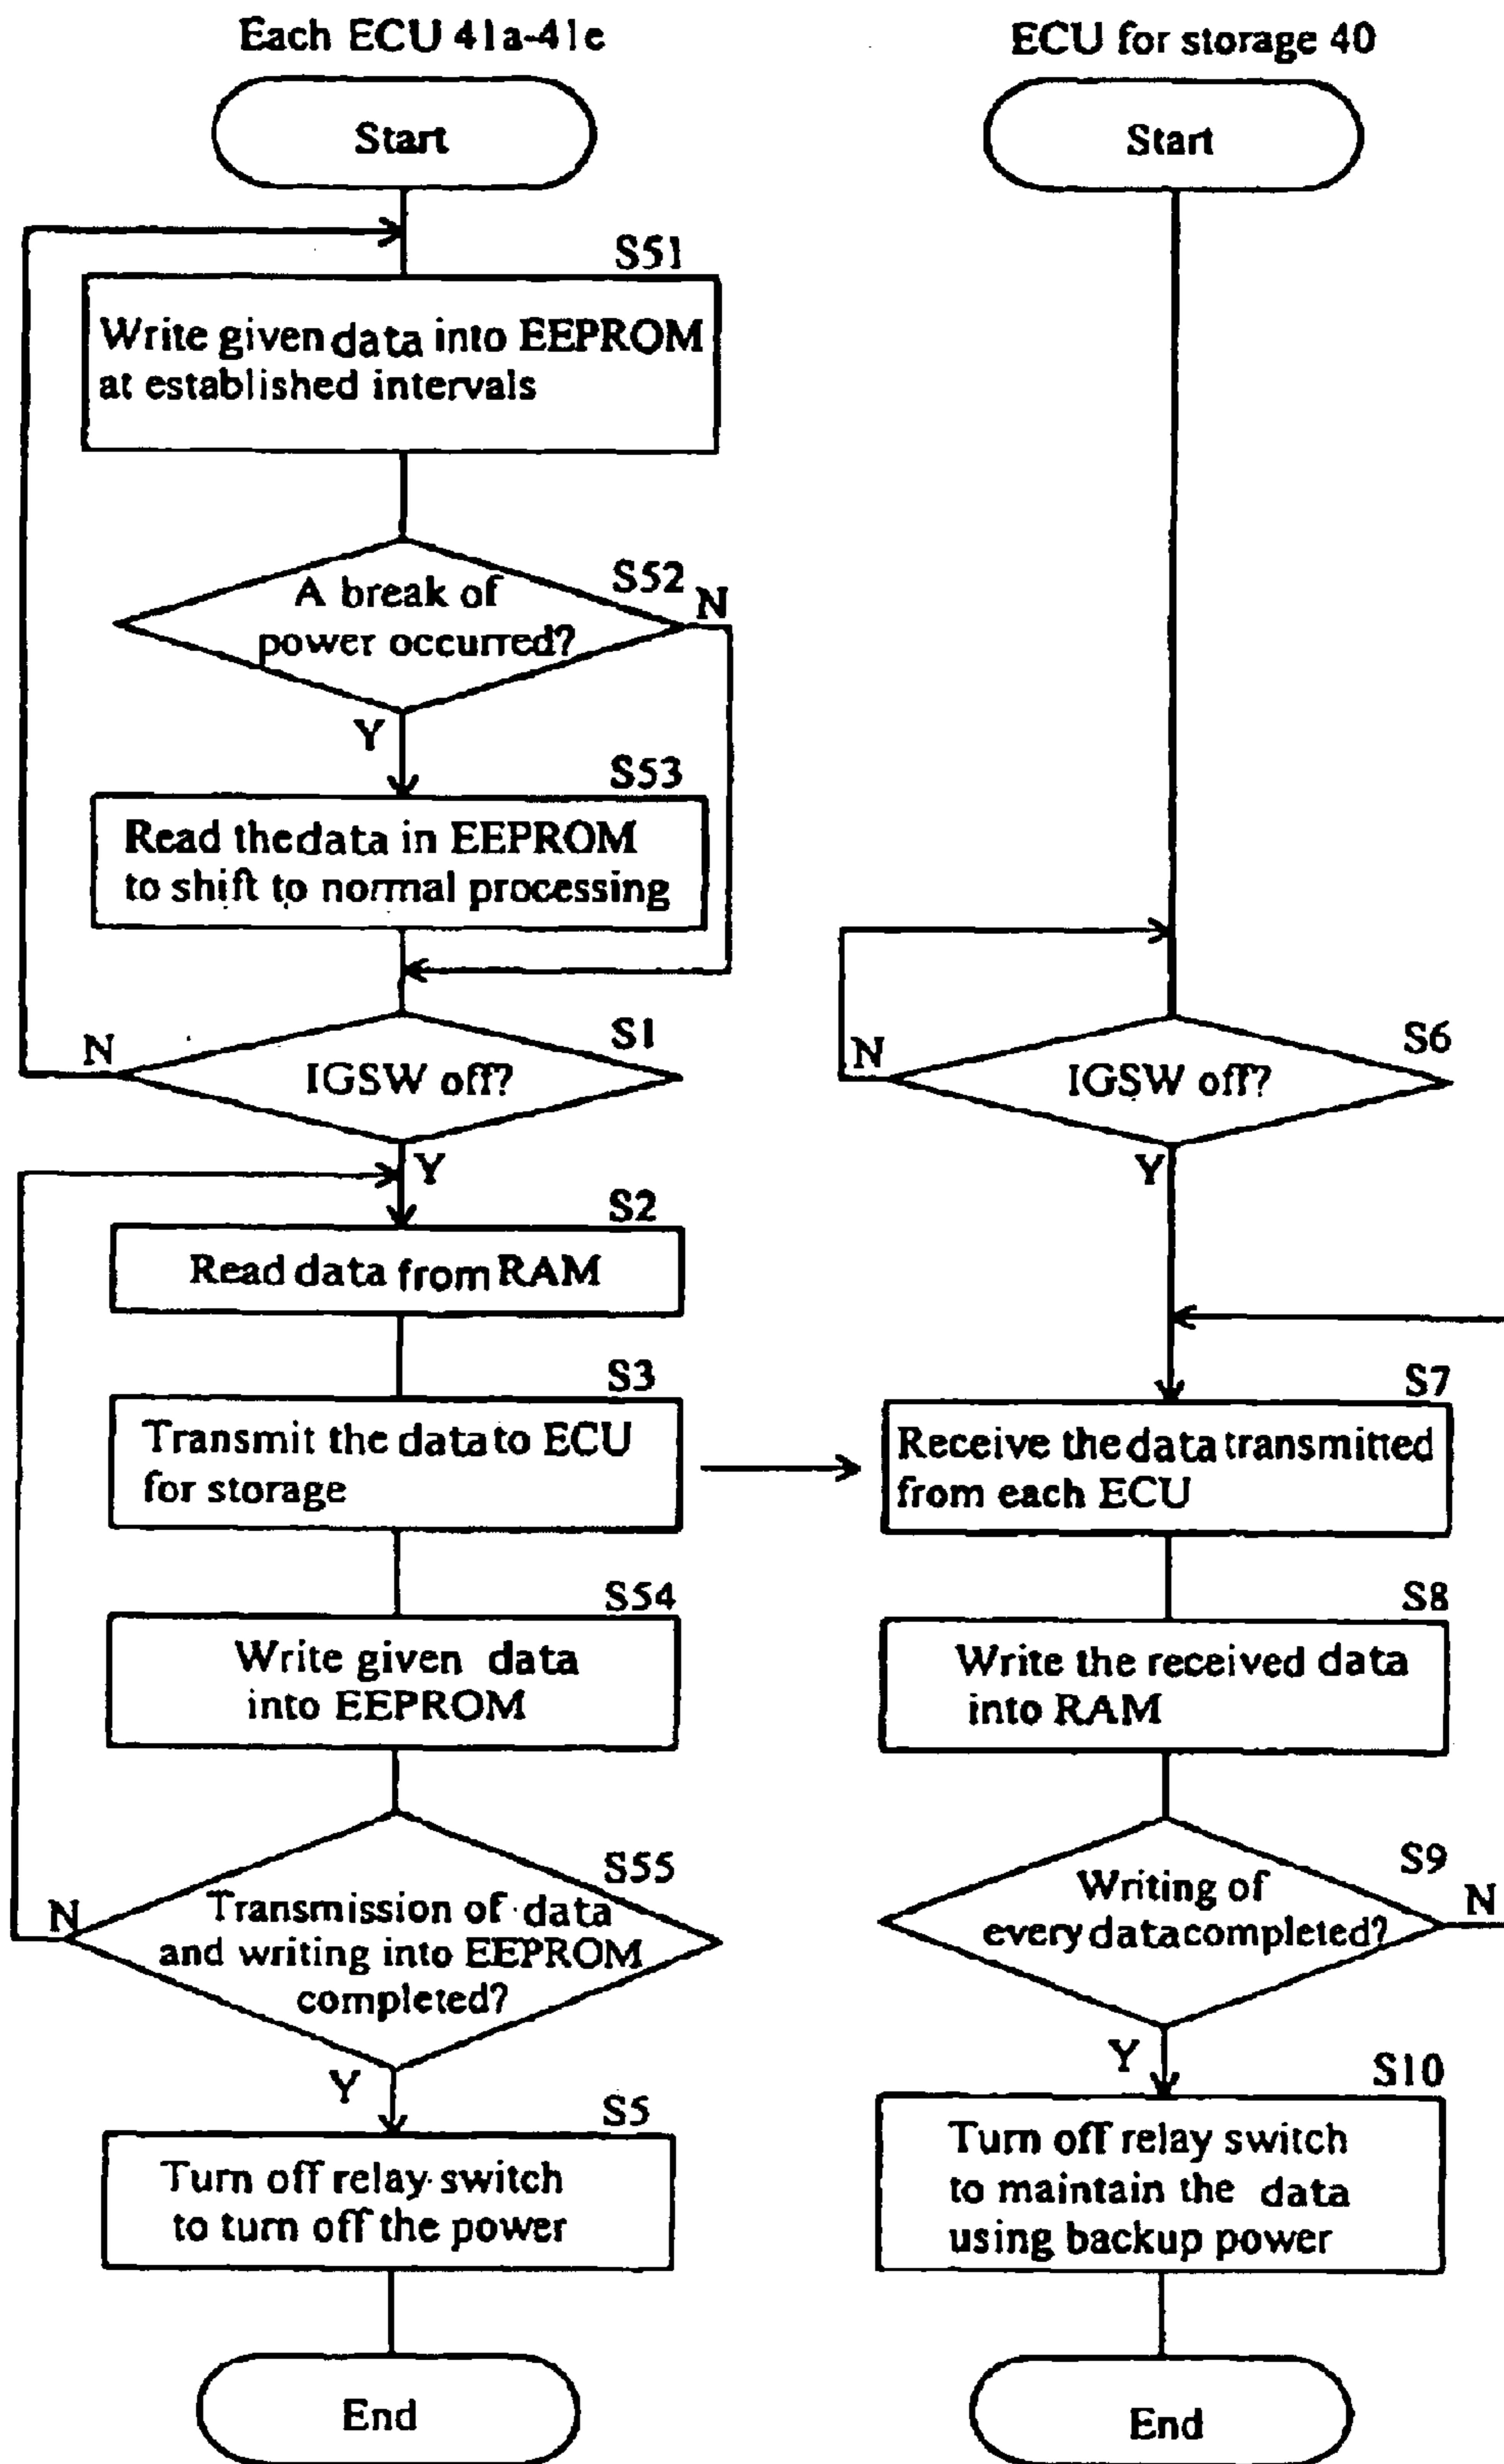 Each ECU 41a-41e
Start
S51
Write given data into EEPROM
at established intervals
S52
A break of
power occurred?
N
Y
S53
Read the data in EEPROM
to shift to normal processing
S1
N
IGSW off?
Y
S2
Read data from RAM
S3
Transmit the data to ECU
for storage
S54
Write given data
into EEPROM
S55
N
Transmission of data
and writing into EEPROM
completed?
Y
S5
Turn off relay switch
to turn off the power
End
ECU for storage 40
Start
S6
N
IGSW off?
Y
S7
Receive the data transmitted
from each ECU
S8
Write the received data
into RAM
S9
Writing of
every data completed?
N
Y
S10
Turn off relay switch
to maintain the data
using backup power
End